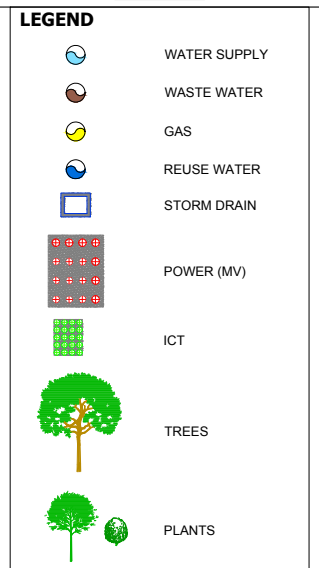 LEGEND
WATER SUPPLY
WASTE WATER
GAS
REUSE WATER
STORM DRAIN
POWER (MV)
ICT
TREES
PLANTS